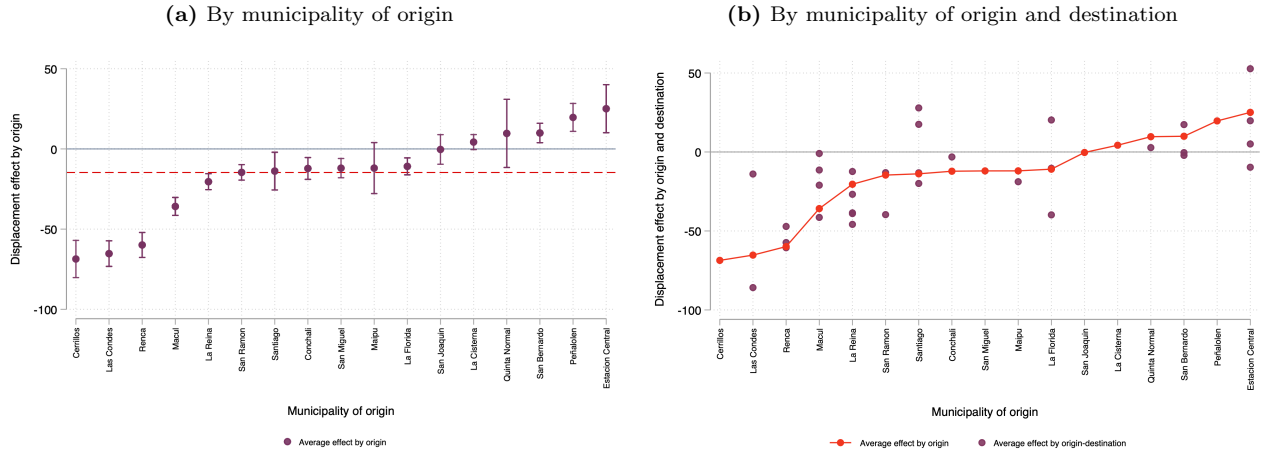 (a) By municipality of origin
Displacement effect by origin
50
0
-50
-100
Cerrillos
Las Condes
Renca
Macul
La Reina
San Ramon
Santiago
Conchali
San Miguel
Maipu
La Florida
San Joaquin
La Cisterna
Quinta Normal
San Bernardo
Peñalolen
Estacion Central
Municipality of origin
Average effect by origin
(b) By municipality of origin and destination
Displacement effect by origin and destination
50
0
-50
-100
Cerrillos
Las Condes
Renca
Macul
La Reina
San Ramon
Santiago
Conchali
San Miguel
Maipu
La Florida
San Joaquin
La Cisterna
Quinta Normal
San Bernardo
Peñalolen
Estacion Central
Municipality of origin
Average effect by origin
Average effect by origin-destination